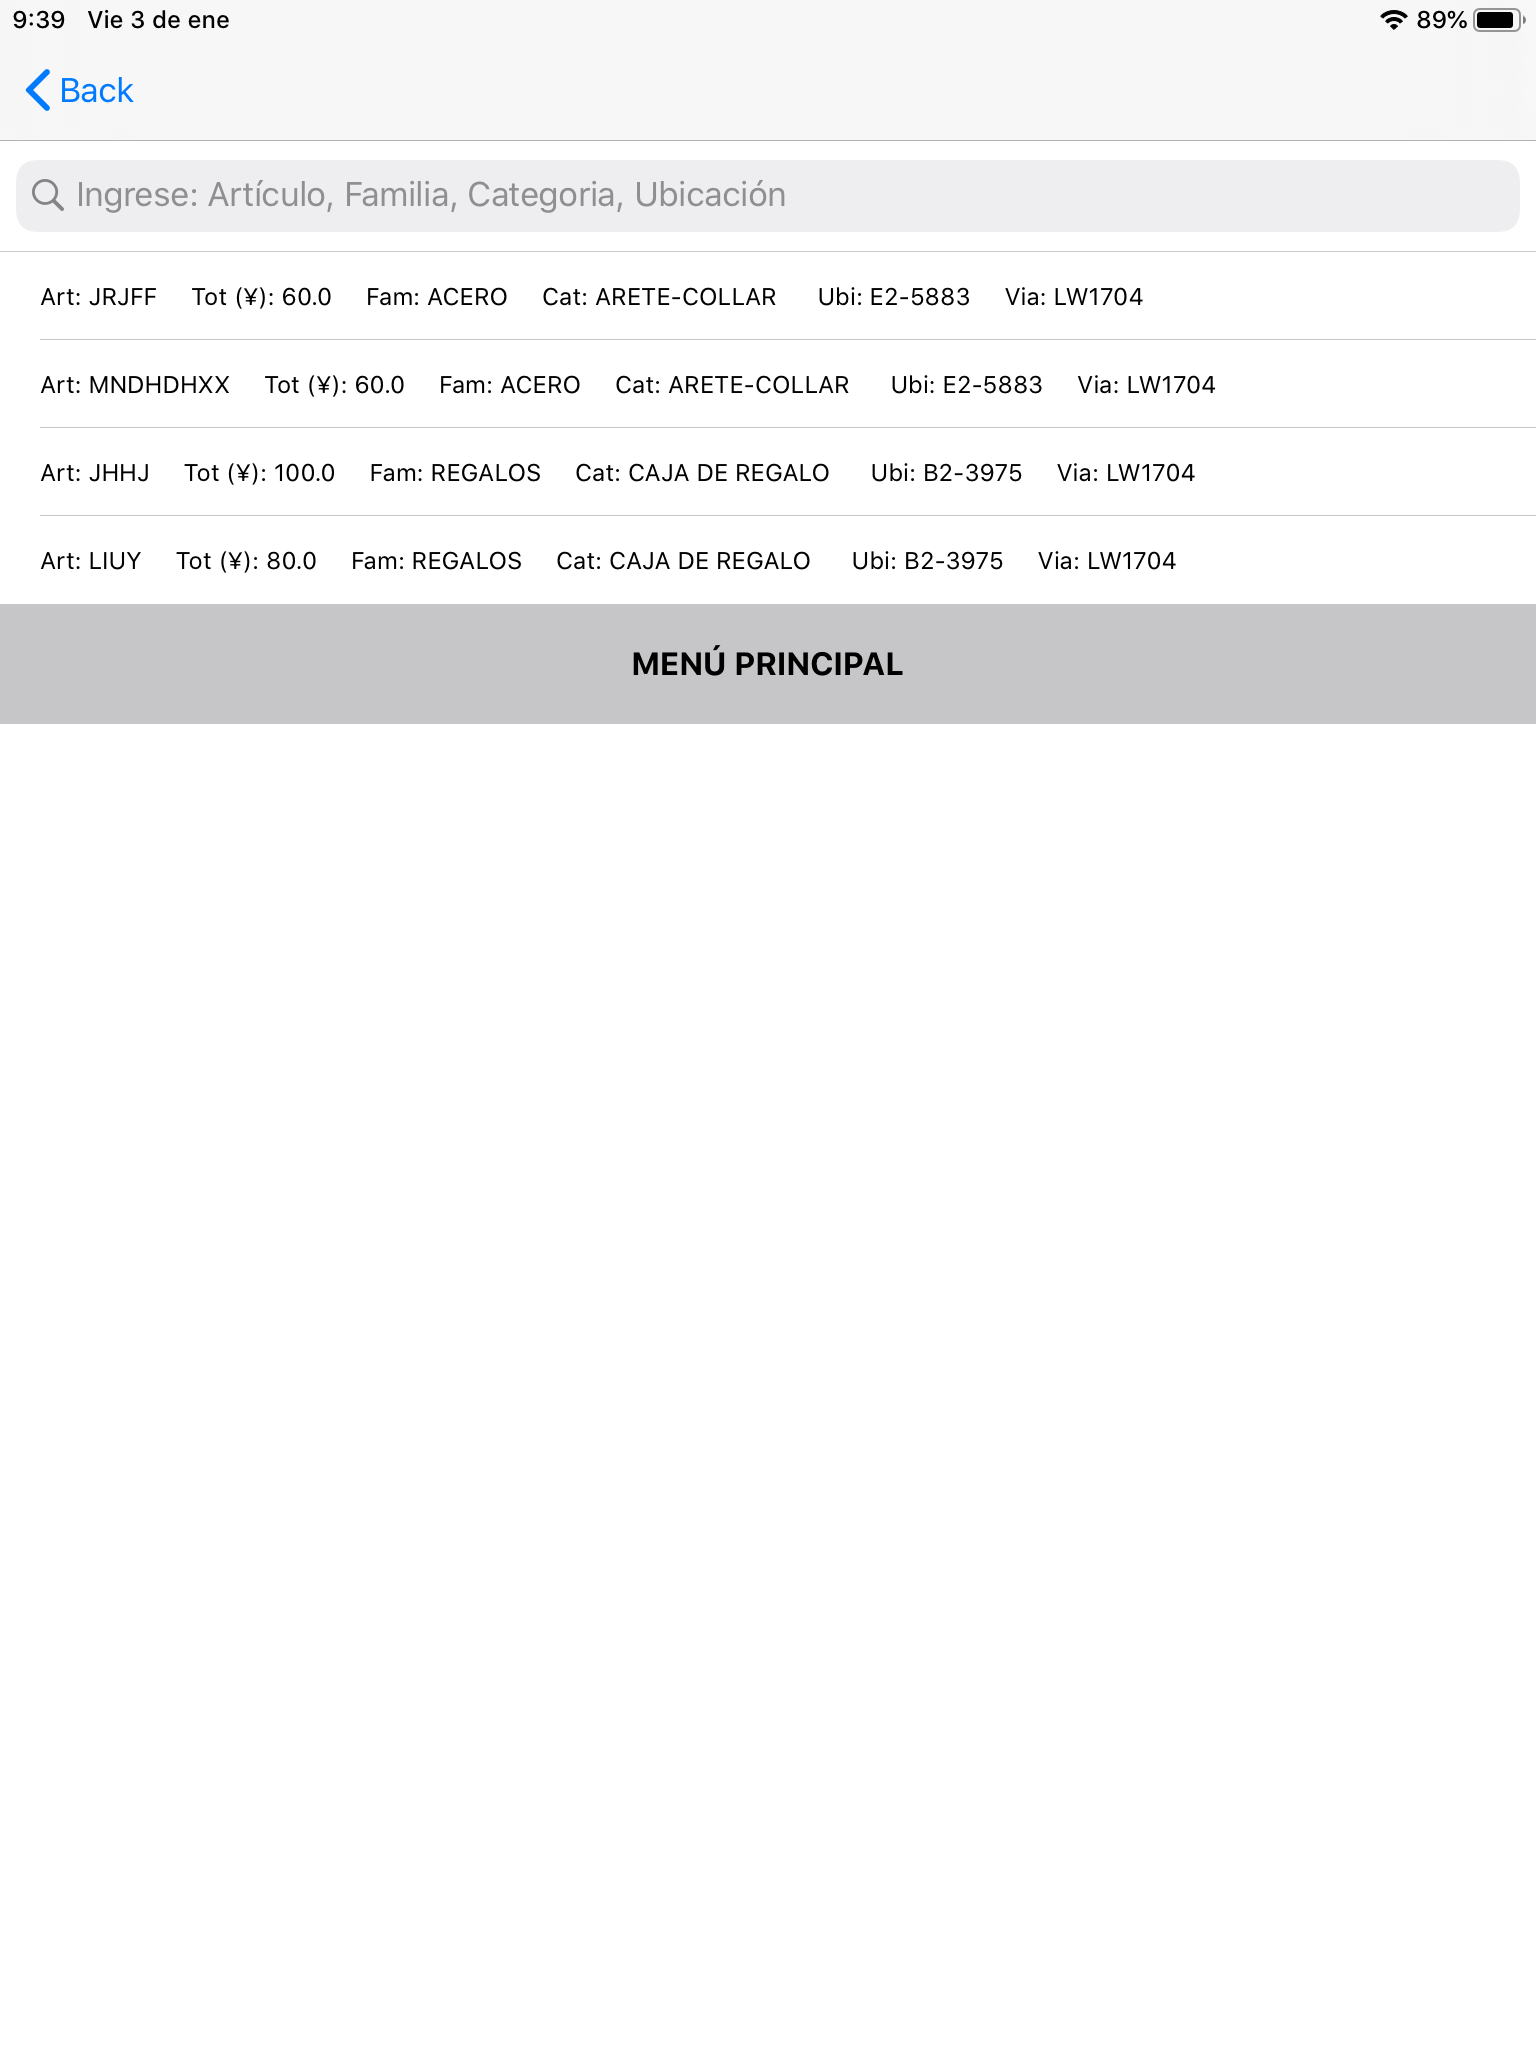 9:39 Vie 3 de ene 89%
Back
Ingrese: Artículo, Familia, Categoria, Ubicación
Art: JRJFF Tot (¥): 60.0 Fam: ACERO Cat: ARETE-COLLAR Ubi: E2-5883 Via: LW1704
Art: MNDHDHXX Tot (¥): 60.0 Fam: ACERO Cat: ARETE-COLLAR Ubi: E2-5883 Via: LW1704
Art: JHHJ Tot (¥): 100.0 Fam: REGALOS Cat: CAJA DE REGALO Ubi: B2-3975 Via: LW1704
Art: LIUY Tot (¥): 80.0 Fam: REGALOS Cat: CAJA DE REGALO Ubi: B2-3975 Via: LW1704
MENÚ PRINCIPAL